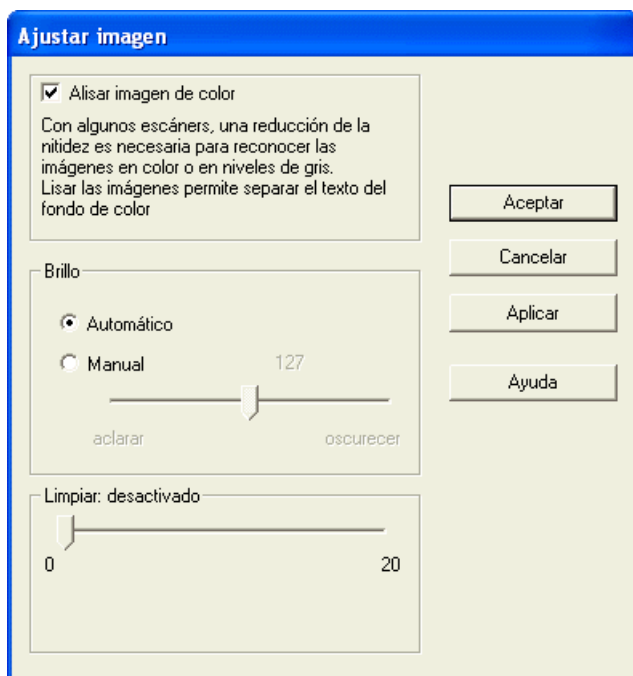 Ajustar imagen
Alisar imagen de color
Con algunos escáners, una reducción de la
nitidez es necesaria para reconocer las
imágenes en color o en niveles de gris.
Lisar las imágenes permite separar el texto del
fondo de color
Aceptar
Cancelar
Aplicar
Ayuda
Brillo
Automático
Manual
127
aclarar
oscurecer
Limpiar: desactivado
0
20